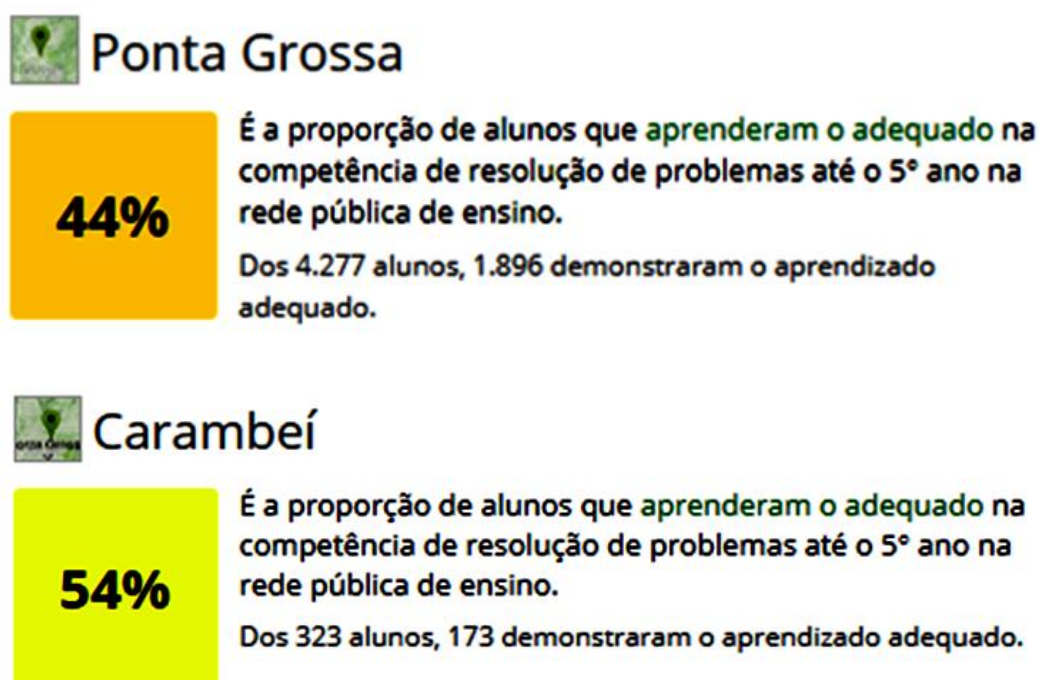 Ponta Grossa
44%
É a proporção de alunos que aprenderam o adequado na
competência de resolução de problemas até o 5º ano na
rede pública de ensino.
Dos 4.277 alunos, 1.896 demonstraram o aprendizado
adequado.
Carambeí
54%
É a proporção de alunos que aprenderam o adequado na
competência de resolução de problemas até o 5º ano na
rede pública de ensino.
Dos 323 alunos, 173 demonstraram o aprendizado adequado.